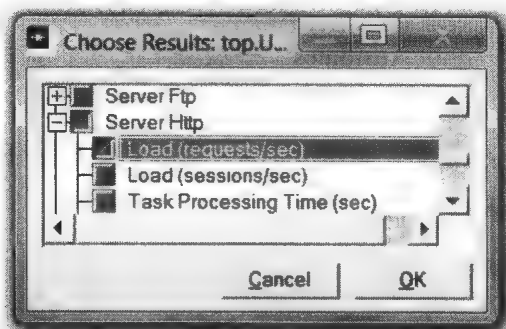 Choose Results: top.U...
Server Ftp
Server Http
Load (requests/sec)
Load (sessions/sec)
Task Processing Time (sec)
Cancel OK